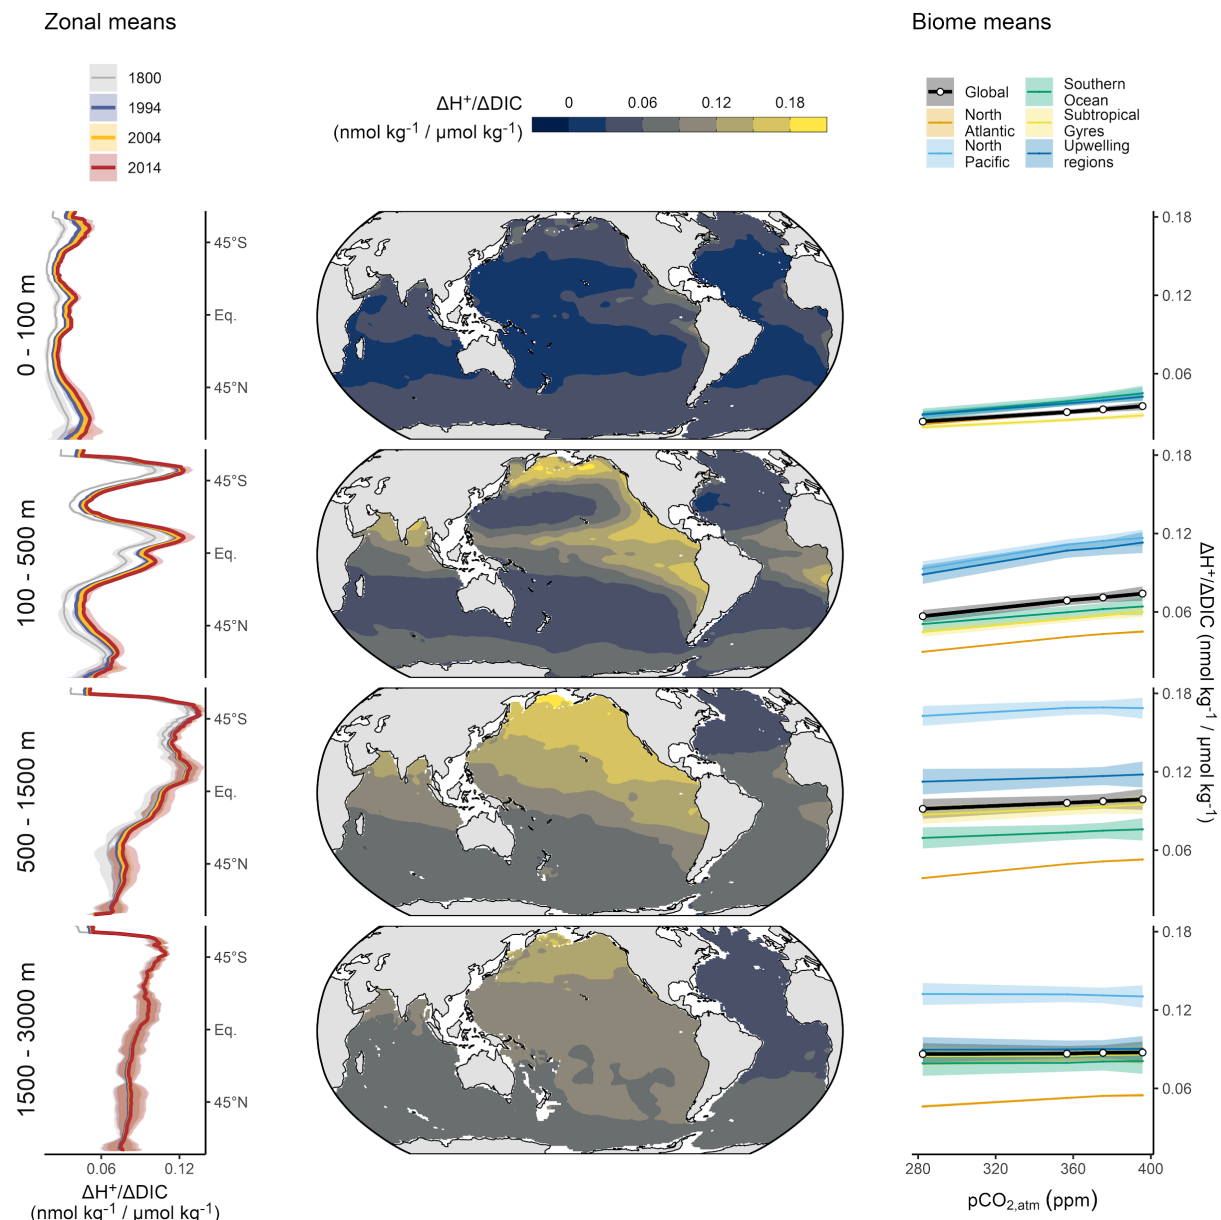 Zonal means
Biome means
1800
1994
2004
2014
ΔH⁺/ΔDIC
(nmol kg⁻¹ / μmol kg⁻¹)
0 0.06 0.12 0.18
Global
North
Atlantic
North
Pacific
Southern
Ocean
Subtropical
Gyres
Upwelling
regions
0 - 100 m
45°S
Eq.
45°N
0.18
0.12
0.06
100 - 500 m
45°S
Eq.
45°N
0.18
0.12
0.06
500 - 1500 m
45°S
Eq.
45°N
0.18
0.12
0.06
1500 - 3000 m
45°S
Eq.
45°N
0.18
0.12
0.06
ΔH⁺/ΔDIC (nmol kg⁻¹ / μmol kg⁻¹)
0.06 0.12
ΔH⁺/ΔDIC
(nmol kg⁻¹ / μmol kg⁻¹)
280 320 360 400
pCO₂,atm (ppm)